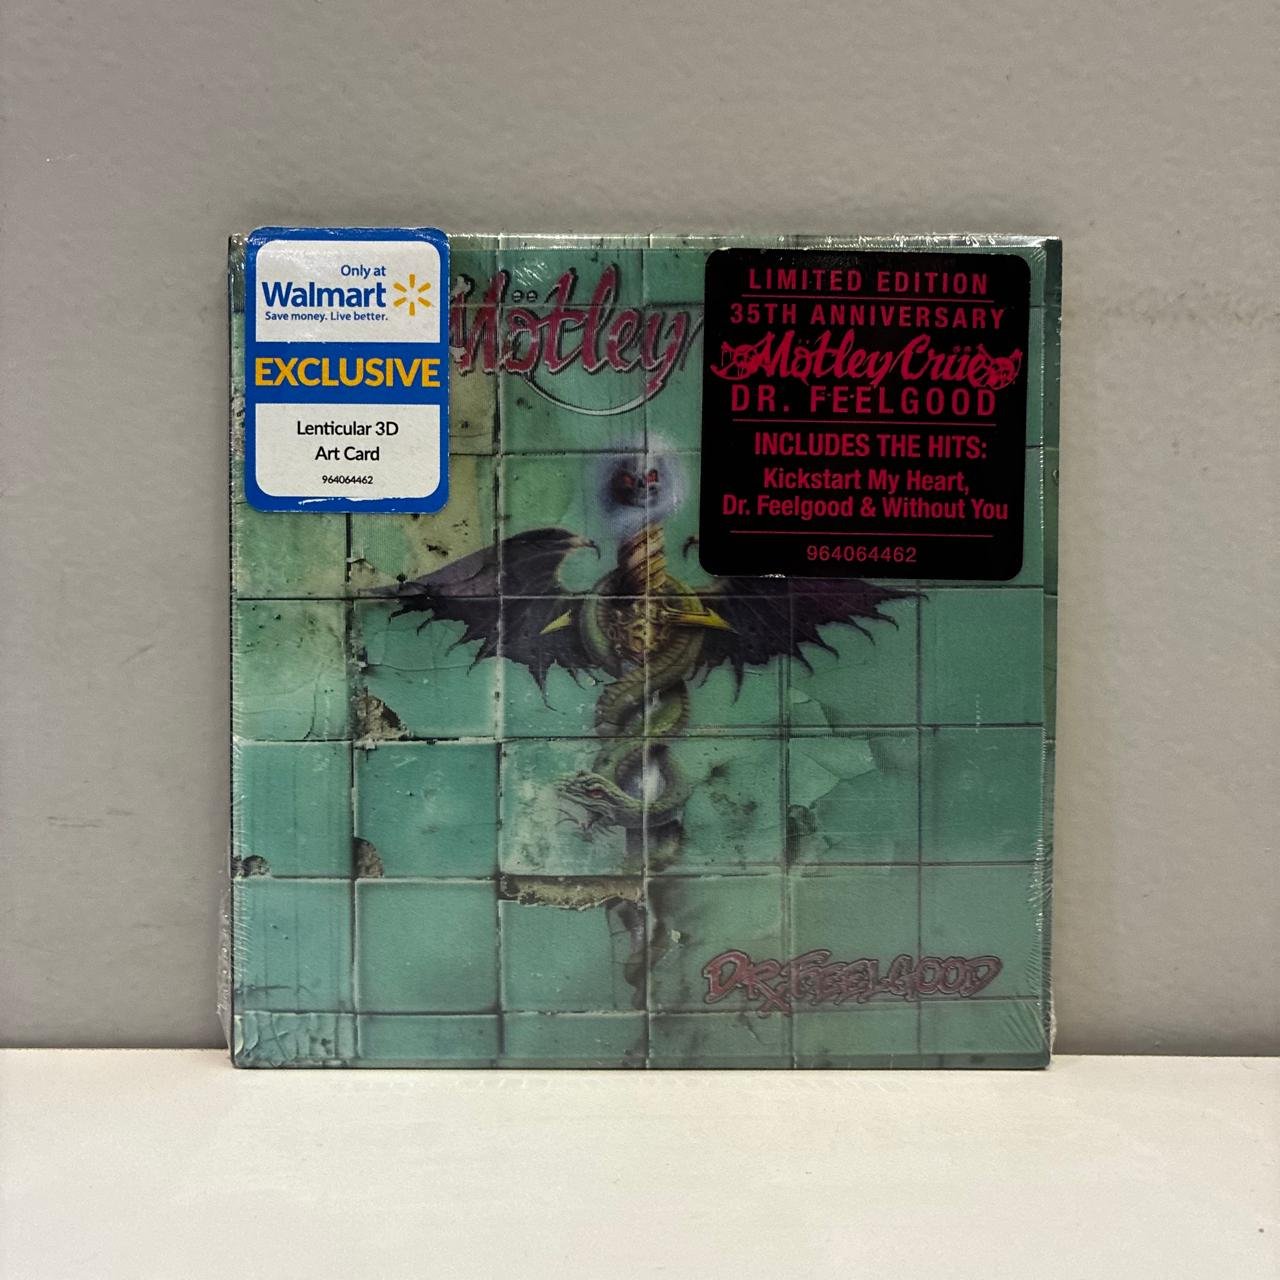 Only at
Walmart
Save money. Live better.
EXCLUSIVE
Lenticular 3D
Art Card
964064462
Mötley
LIMITED EDITION
35TH ANNIVERSARY
Mötley Crüe
DR. FEELGOOD
INCLUDES THE HITS:
Kickstart My Heart,
Dr. Feelgood & Without You
964064462
DR. FEELGOOD